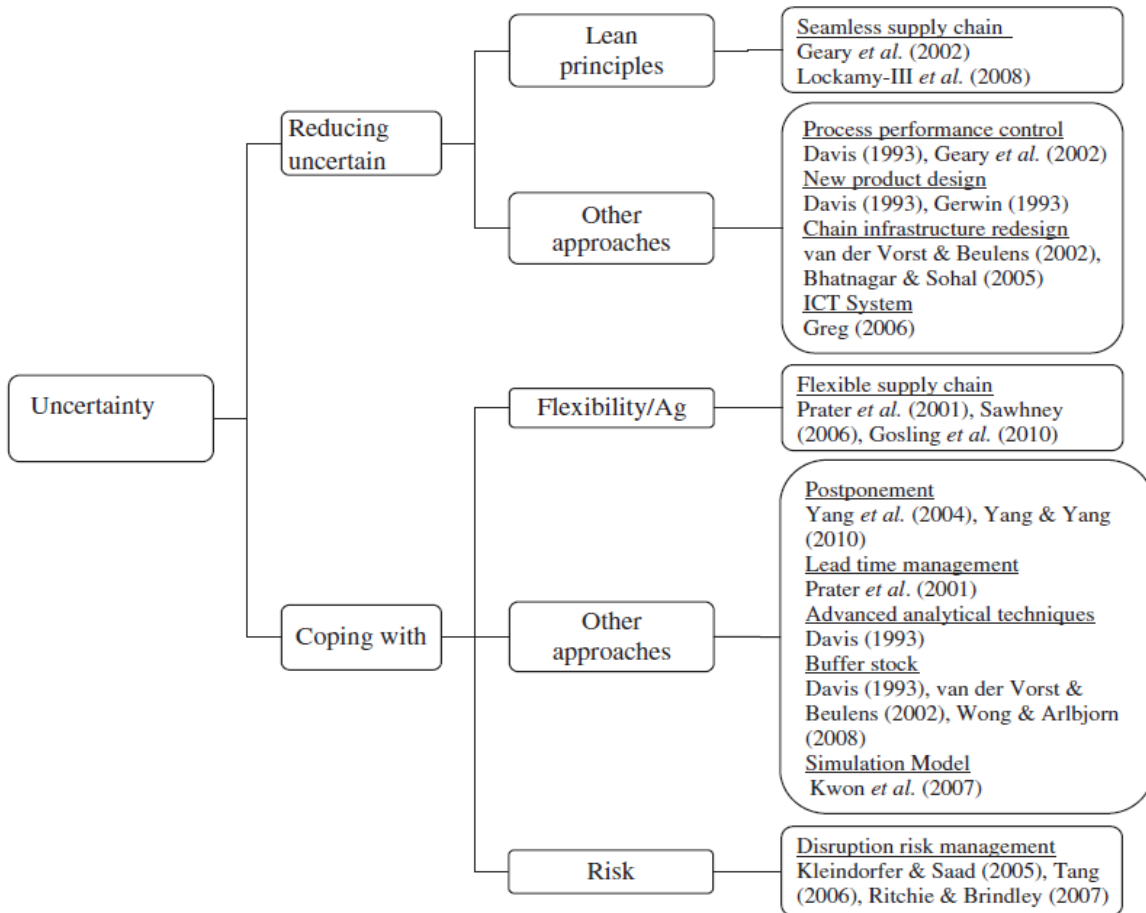 Uncertainty
Reducing
uncertain
Lean
principles
Seamless supply chain
Geary et al. (2002)
Lockamy-III et al. (2008)
Other
approaches
Process performance control
Davis (1993), Geary et al. (2002)
New product design
Davis (1993), Gerwin (1993)
Chain infrastructure redesign
van der Vorst & Beulens (2002),
Bhatnagar & Sohal (2005)
ICT System
Greg (2006)
Coping with
Flexibility/Ag
Flexible supply chain
Prater et al. (2001), Sawhney
(2006), Gosling et al. (2010)
Other
approaches
Postponement
Yang et al. (2004), Yang & Yang
(2010)
Lead time management
Prater et al. (2001)
Advanced analytical techniques
Davis (1993)
Buffer stock
Davis (1993), van der Vorst &
Beulens (2002), Wong & Arlbjorn
(2008)
Simulation Model
Kwon et al. (2007)
Risk
Disruption risk management
Kleindorfer & Saad (2005), Tang
(2006), Ritchie & Brindley (2007)